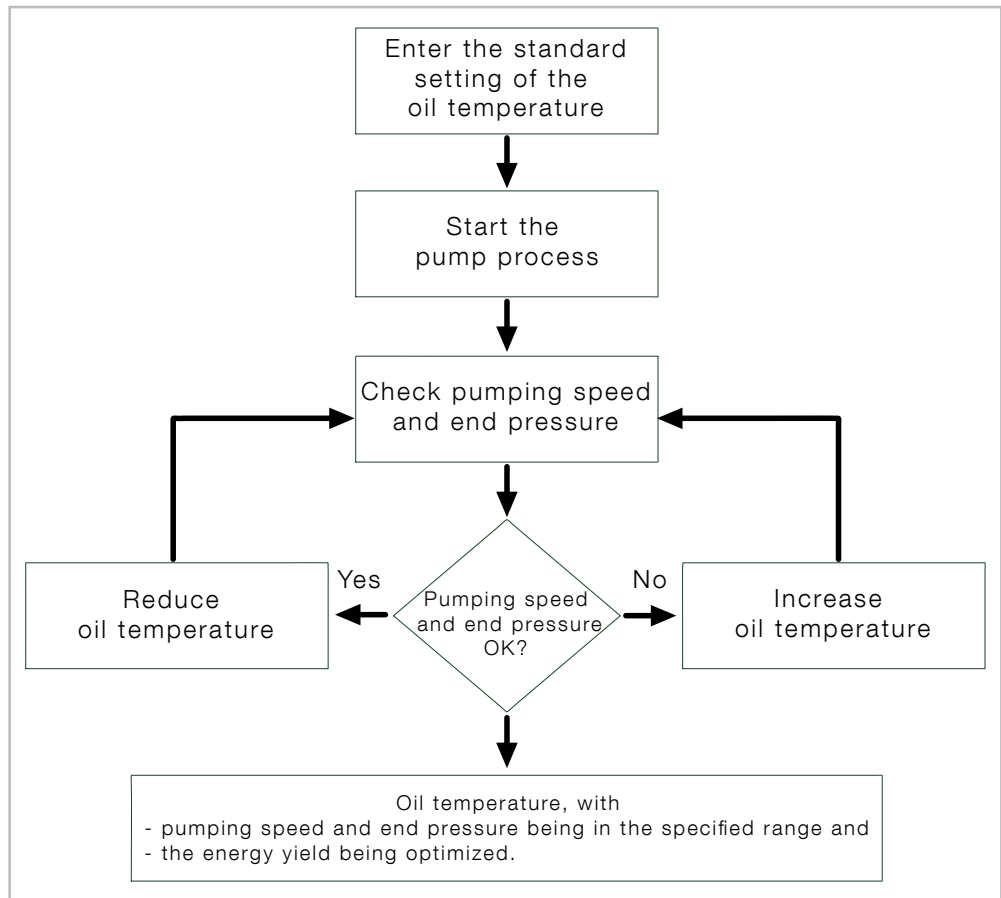 Enter the standard
setting of the
oil temperature
Start the
pump process
Check pumping speed
and end pressure
Yes
No
Reduce
oil temperature
Pumping speed
and end pressure
OK?
Increase
oil temperature
Oil temperature, with
- pumping speed and end pressure being in the specified range and
- the energy yield being optimized.